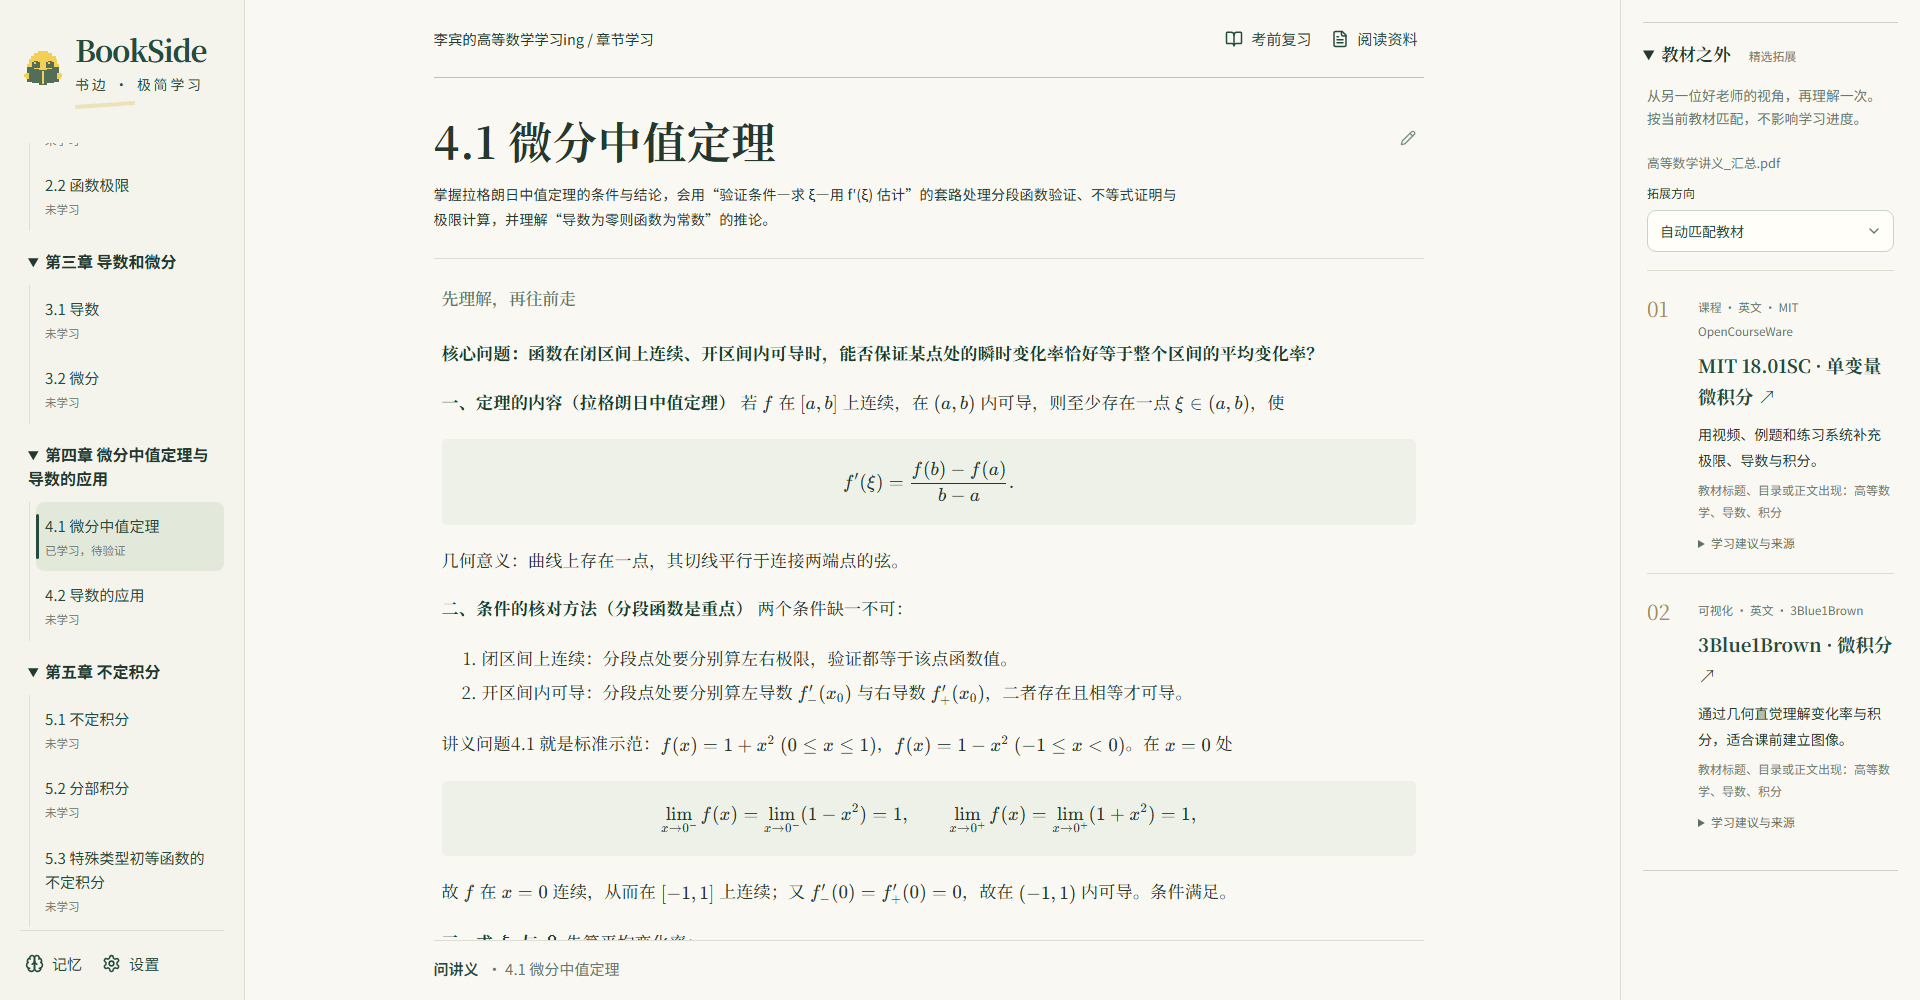 BookSide
书边 · 极简学习
2.2 函数极限
未学习
▼ 第三章 导数和微分
3.1 导数
未学习
3.2 微分
未学习
▼ 第四章 微分中值定理与
导数的应用
4.1 微分中值定理
已学习，待验证
4.2 导数的应用
未学习
▼ 第五章 不定积分
5.1 不定积分
未学习
5.2 分部积分
未学习
5.3 特殊类型初等函数的
不定积分
未学习
记忆 设置
李宾的高等数学学习ing / 章节学习
考前复习 阅读资料
4.1 微分中值定理
掌握拉格朗日中值定理的条件与结论，会用“验证条件—求 ξ—用 f′(ξ) 估计”的套路处理分段函数验证、不等式证明与
极限计算，并理解“导数为零则函数为常数”的推论。
先理解，再往前走
核心问题：函数在闭区间上连续、开区间内可导时，能否保证某点处的瞬时变化率恰好等于整个区间的平均变化率？
一、定理的内容（拉格朗日中值定理） 若 f 在 [a, b] 上连续，在 (a, b) 内可导，则至少存在一点 ξ ∈ (a, b)，使
f′(ξ) = (f(b) − f(a)) / (b − a).
几何意义：曲线上存在一点，其切线平行于连接两端点的弦。
二、条件的核对方法（分段函数是重点） 两个条件缺一不可：
1. 闭区间上连续：分段点处要分别算左右极限，验证都等于该点函数值。
2. 开区间内可导：分段点处要分别算左导数 f′₋(x₀) 与右导数 f′₊(x₀)，二者存在且相等才可导。
讲义问题4.1 就是标准示范：f(x) = 1 + x² (0 ≤ x ≤ 1)，f(x) = 1 − x² (−1 ≤ x < 0)。在 x = 0 处
lim x→0⁻ f(x) = lim x→0⁻ (1 − x²) = 1, lim x→0⁺ f(x) = lim x→0⁺ (1 + x²) = 1,
故 f 在 x = 0 连续，从而在 [−1, 1] 上连续；又 f′₋(0) = f′₊(0) = 0，故在 (−1, 1) 内可导。条件满足。
问讲义 · 4.1 微分中值定理
▼ 教材之外 精选拓展
从另一位好老师的视角，再理解一次。
按当前教材匹配，不影响学习进度。
高等数学讲义_汇总.pdf
拓展方向
自动匹配教材
01
课程 · 英文 · MIT
OpenCourseWare
MIT 18.01SC · 单变量
微积分 ↗
用视频、例题和练习系统补充
极限、导数与积分。
教材标题、目录或正文出现：高等数
学、导数、积分
▶ 学习建议与来源
02
可视化 · 英文 · 3Blue1Brown
3Blue1Brown · 微积分
↗
通过几何直觉理解变化率与积
分，适合课前建立图像。
教材标题、目录或正文出现：高等数
学、导数、积分
▶ 学习建议与来源